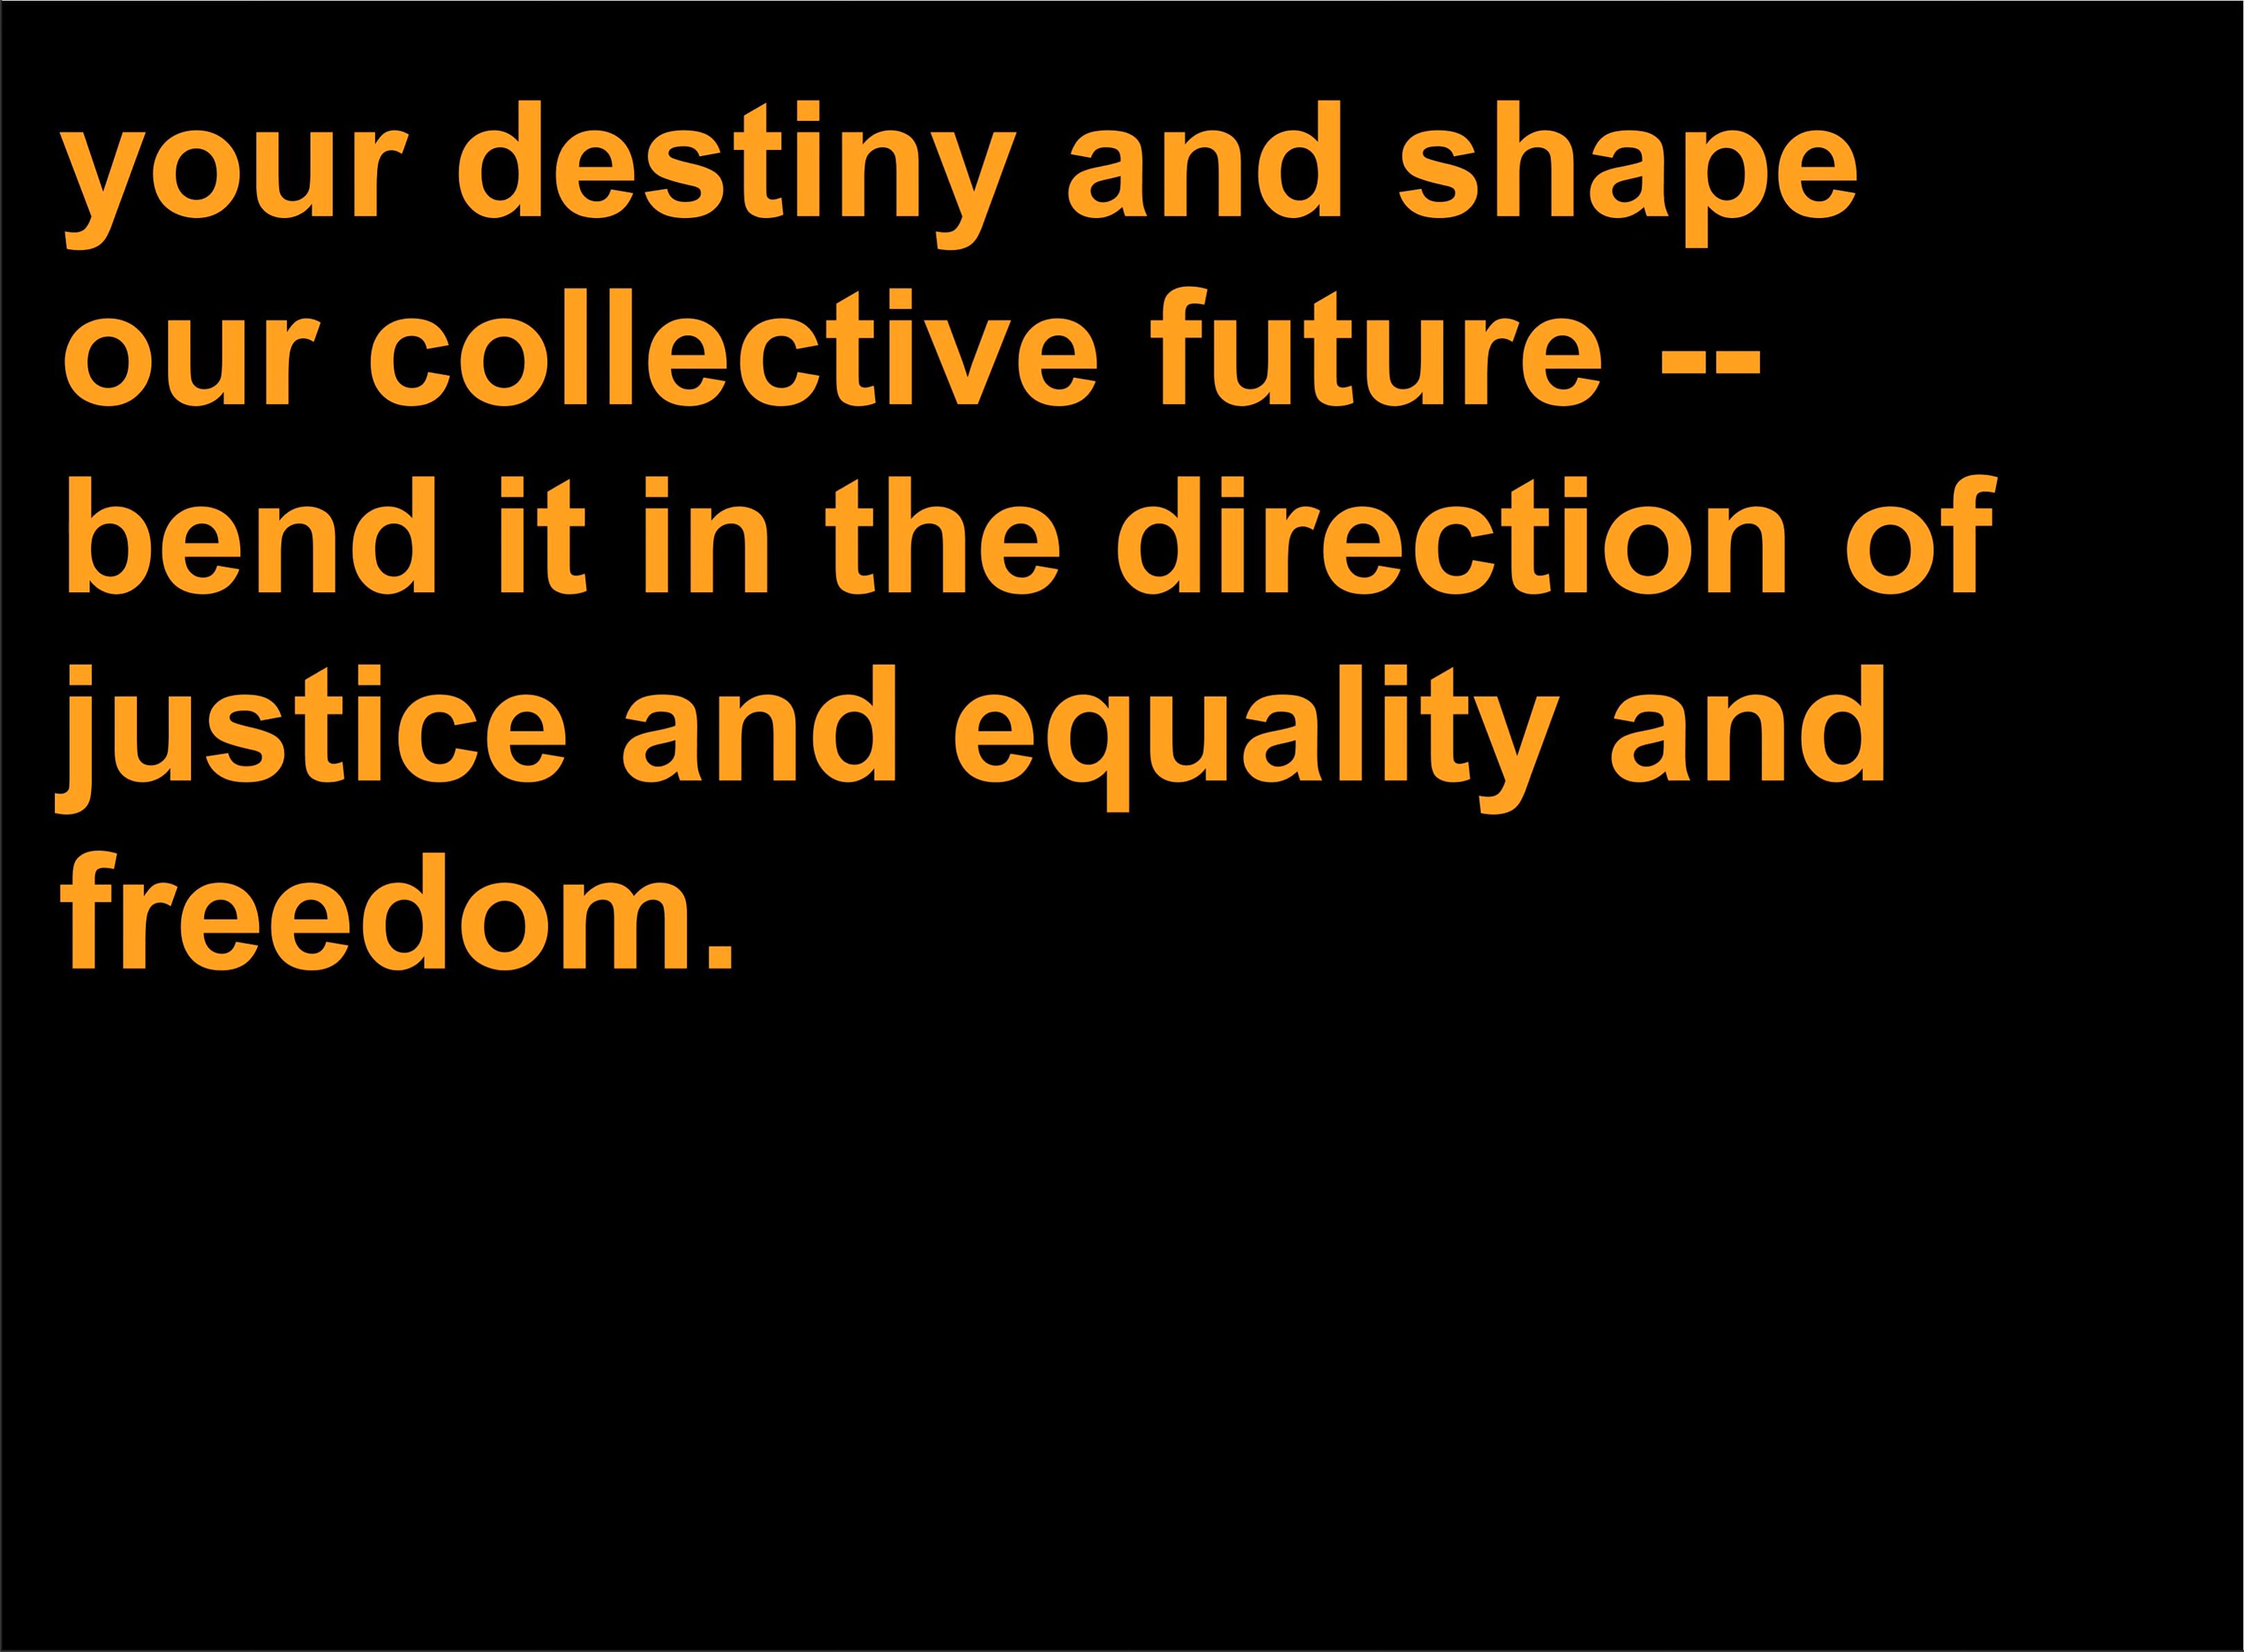 your destiny and shape
our collective future --
bend it in the direction of
justice and equality and
freedom.